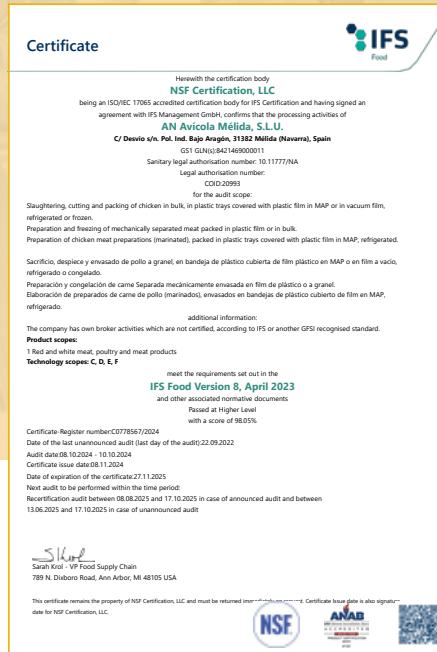 Certificate
IFS
Food
Herewith the certification body
NSF Certification, LLC
being an ISO/IEC 17065 accredited certification body for IFS Certification and having signed an
agreement with IFS Management GmbH, confirms that the processing activities of
AN Avícola Mélida, S.L.U.
C/ Desvio s/n. Pol. Ind. Bajo Aragón, 31382 Mélida (Navarra), Spain
GS1 GLN(s):8421469000011
Sanitary legal authorisation number: 10.11777/NA
Legal authorisation number:
COID:20993
for the audit scope:
Slaughtering, cutting and packing of chicken in bulk, in plastic trays covered with plastic film in MAP or in vacuum film,
refrigerated or frozen.
Preparation and freezing of mechanically separated meat packed in plastic film or in bulk.
Preparation of chicken meat preparations (marinated), packed in plastic trays covered with plastic film in MAP, refrigerated.
Sacrificio, despiece y envasado de pollo a granel, en bandeja de plástico cubierta de film plástico en MAP o en film a vacío,
refrigerado o congelado.
Preparación y congelación de carne Separada mecánicamente envasada en film de plástico o a granel.
Elaboración de preparados de carne de pollo (marinados), envasados en bandejas de plástico cubierto de film en MAP,
refrigerado.
additional information:
The company has own broker activities which are not certified, according to IFS or another GFSI recognised standard.
Product scopes:
1 Red and white meat, poultry and meat products
Technology scopes: C, D, E, F
meet the requirements set out in the
IFS Food Version 8, April 2023
and other associated normative documents
Passed at Higher Level
with a score of 98.05%
Certificate-Register number:C0778567/2024
Date of the last unannounced audit (last day of the audit):22.09.2022
Audit date:08.10.2024 - 10.10.2024
Certificate issue date:08.11.2024
Date of expiration of the certificate:27.11.2025
Next audit to be performed within the time period:
Recertification audit between 08.08.2025 and 17.10.2025 in case of announced audit and between
13.06.2025 and 17.10.2025 in case of unannounced audit
Sarah Krol - VP Food Supply Chain
789 N. Dixboro Road, Ann Arbor, MI 48105 USA
This certificate remains the property of NSF Certification, LLC and must be returned Certificate Issue date is also signature
date for NSF Certification, LLC.
NSF
ANAB
ACCREDITED